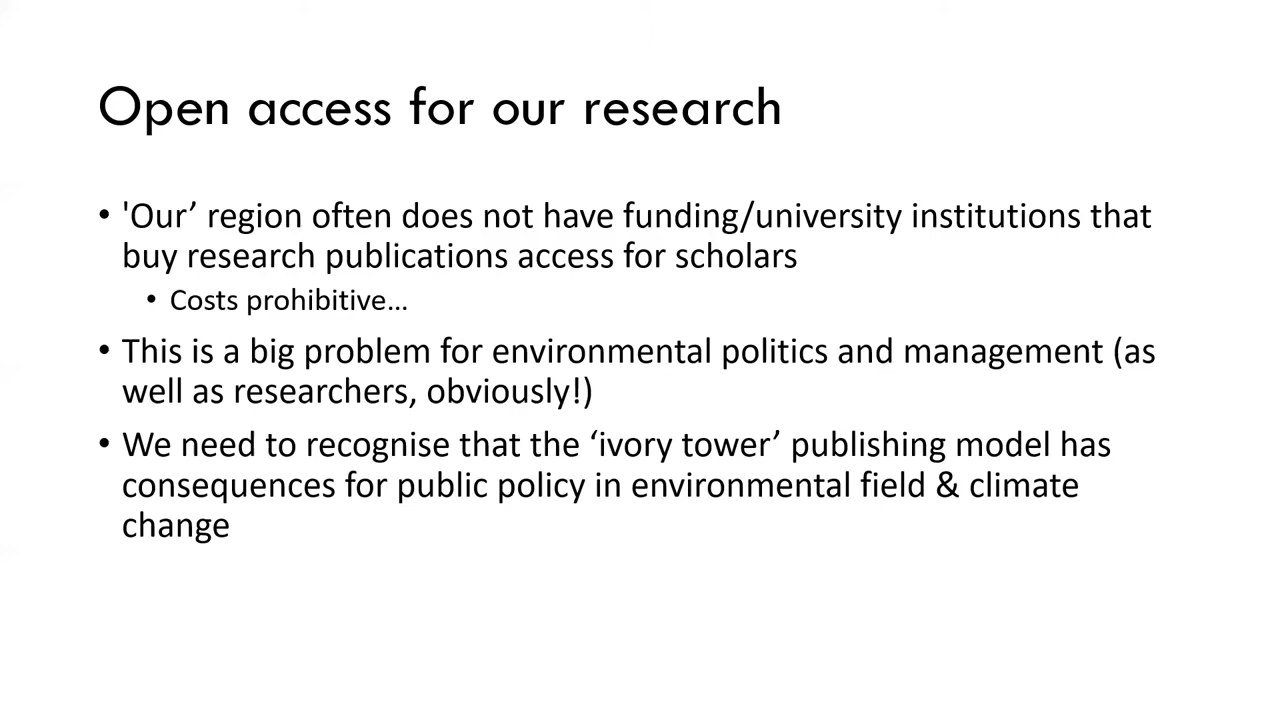 Open access for our research
• 'Our’ region often does not have funding/university institutions that
buy research publications access for scholars
• Costs prohibitive…
• This is a big problem for environmental politics and management (as
well as researchers, obviously!)
• We need to recognise that the ‘ivory tower’ publishing model has
consequences for public policy in environmental field & climate
change